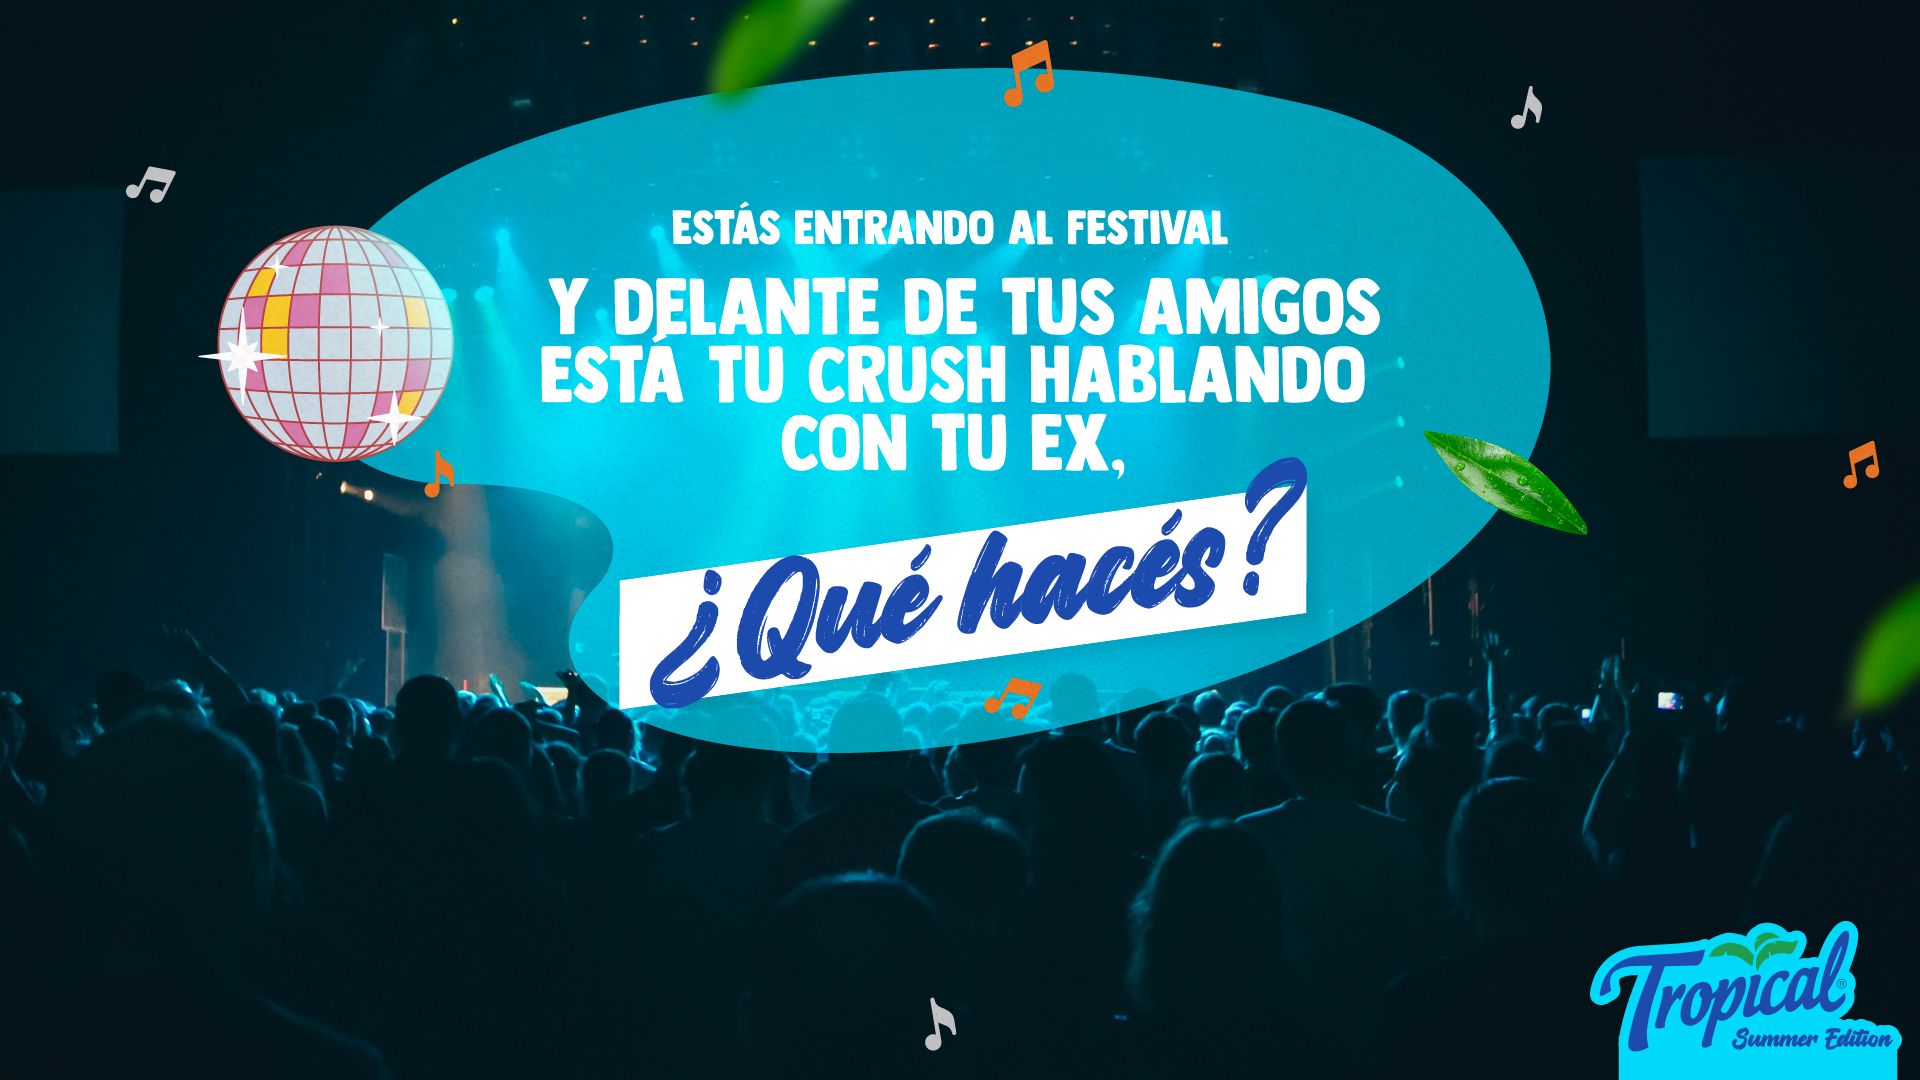 ESTÁS ENTRANDO AL FESTIVAL
Y DELANTE DE TUS AMIGOS
ESTÁ TU CRUSH HABLANDO
CON TU EX,
¿Qué hacés?
Tropical®
Summer Edition